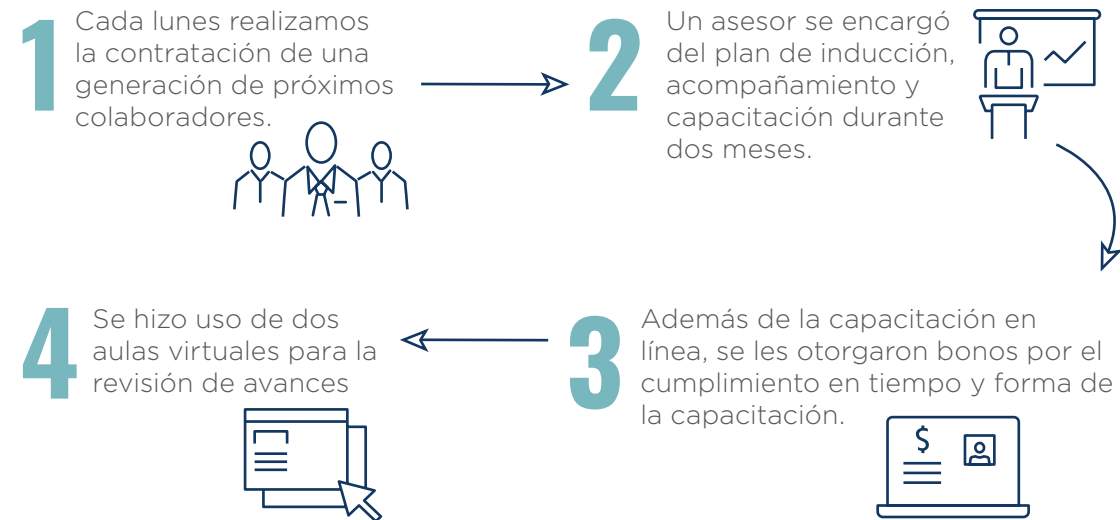 1
Cada lunes realizamos
la contratación de una
generación de próximos
colaboradores.
2
Un asesor se encargó
del plan de inducción,
acompañamiento y
capacitación durante
dos meses.
3
Además de la capacitación en
línea, se les otorgaron bonos por el
cumplimiento en tiempo y forma de
la capacitación.
$
4
Se hizo uso de dos
aulas virtuales para la
revisión de avances